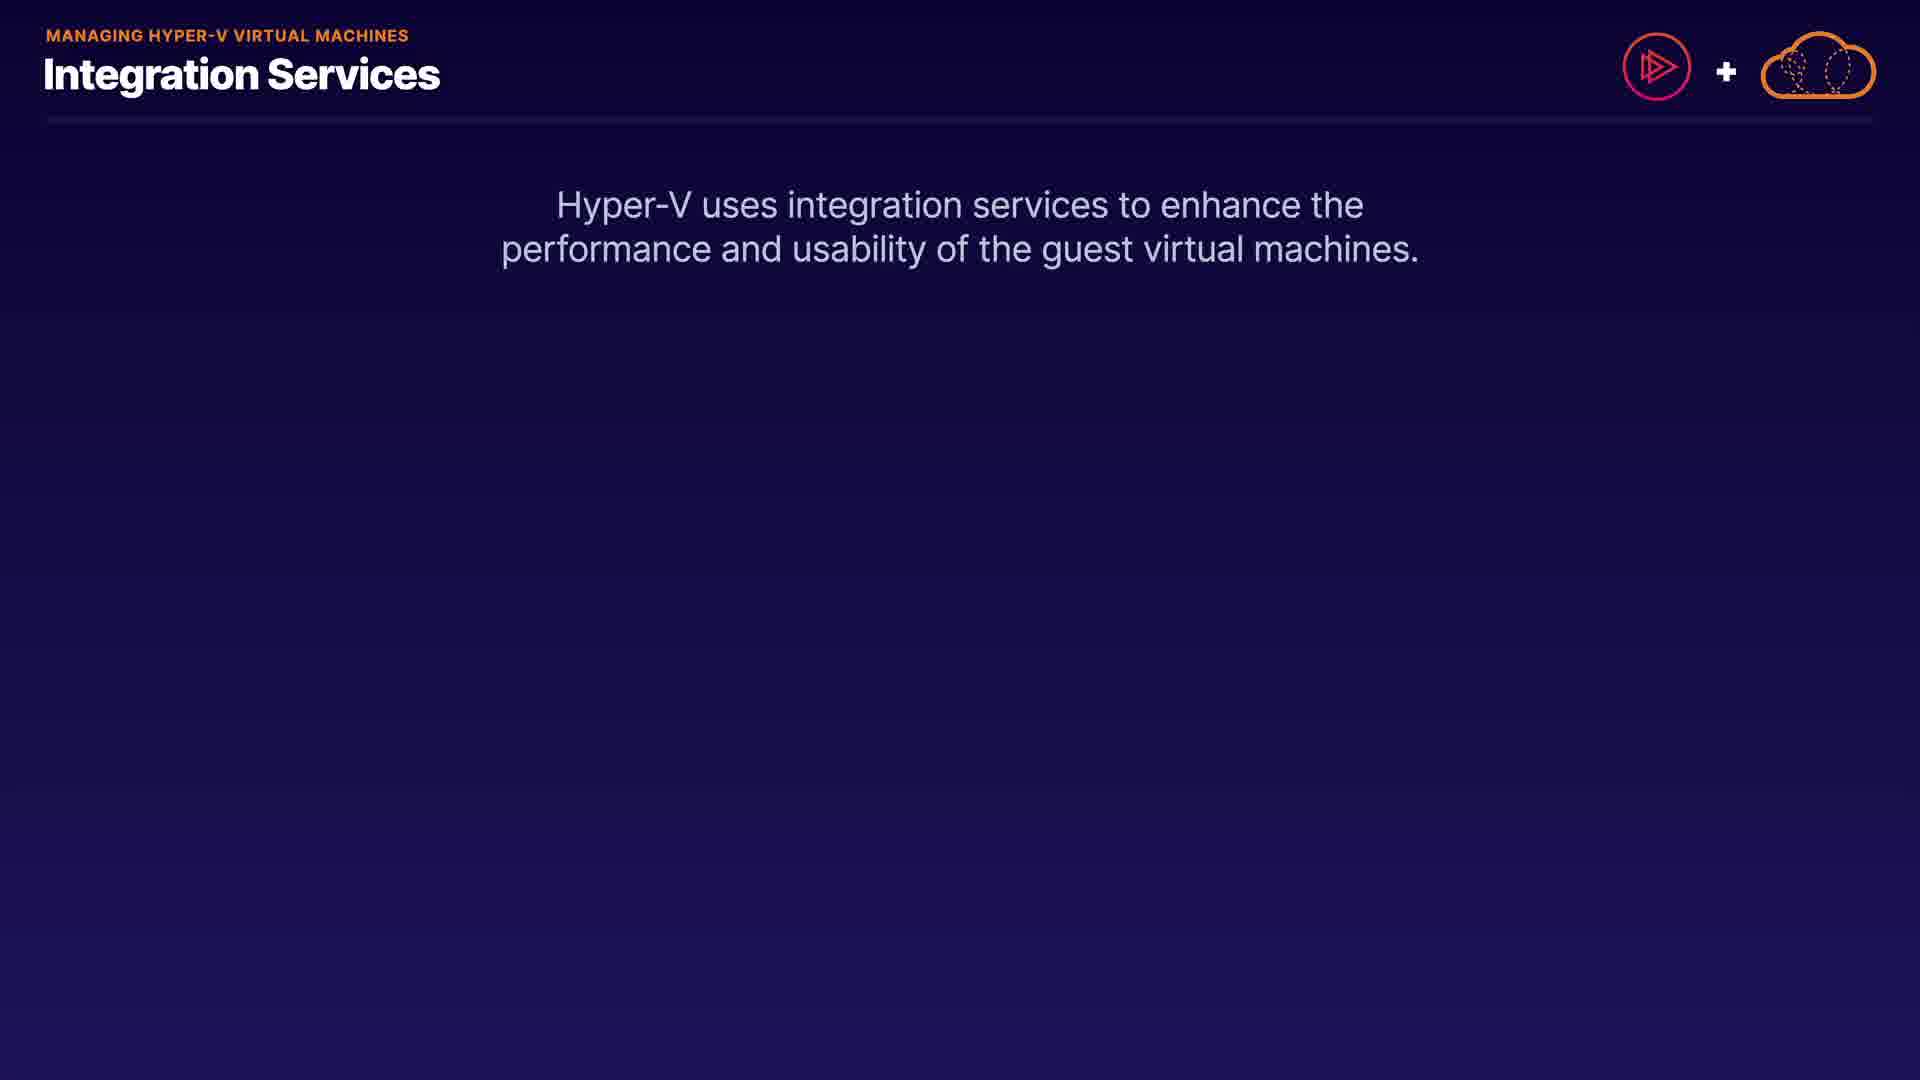 MANAGING HYPER-V VIRTUAL MACHINES
Integration Services
Hyper-V uses integration services to enhance the
performance and usability of the guest virtual machines.